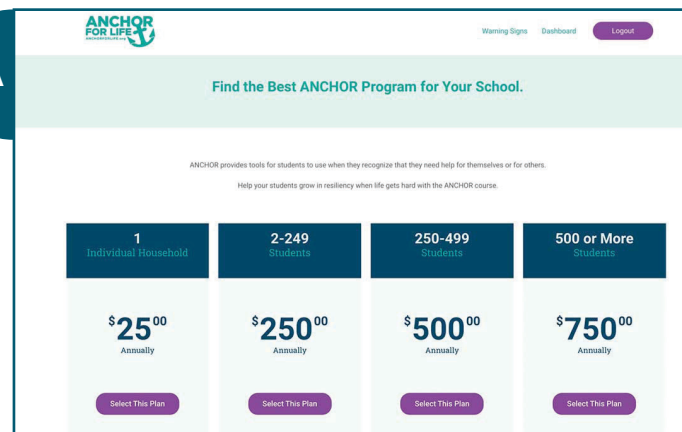 ANCHOR
FOR LIFE
ANCHORFORLIFE.org
Warning Signs Dashboard Logout
Find the Best ANCHOR Program for Your School.
ANCHOR provides tools for students to use when they recognize that they need help for themselves or for others.
Help your students grow in resiliency when life gets hard with the ANCHOR course.
1
Individual Household
$25 00
Annually
Select This Plan
2-249
Students
$250 00
Annually
Select This Plan
250-499
Students
$500 00
Annually
Select This Plan
500 or More
Students
$750 00
Annually
Select This Plan